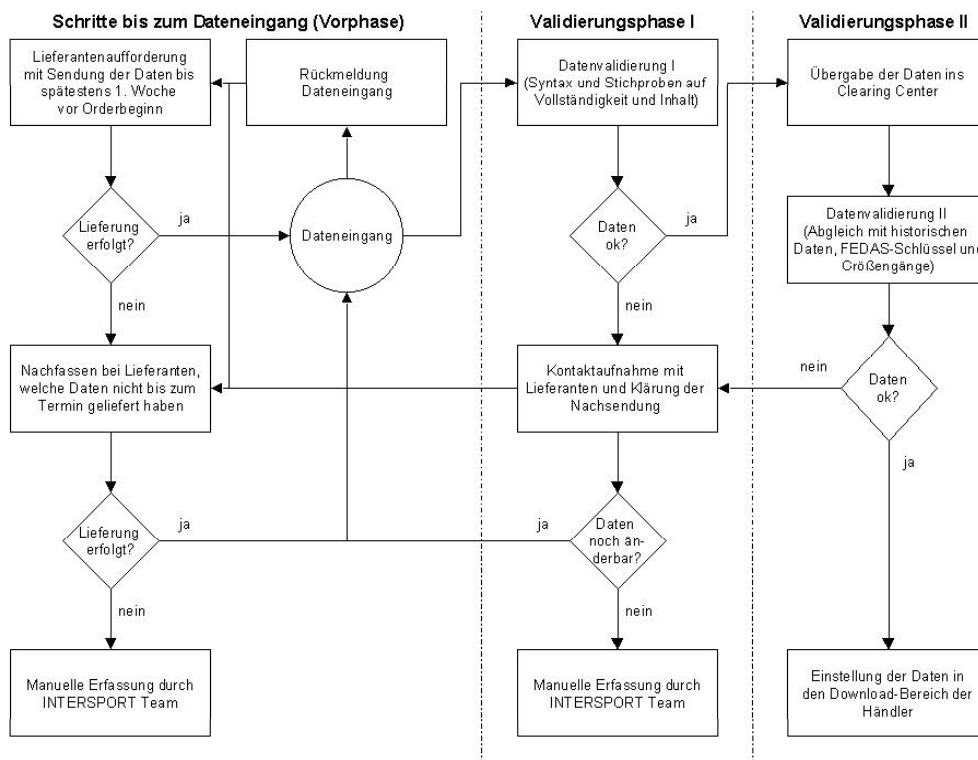 Schritte bis zum Dateneingang (Vorphase)
Lieferantenaufforderung
mit Sendung der Daten bis
spätestens 1. Woche
vor Orderbeginn
Rückmeldung
Dateneingang
Lieferung
erfolgt?
ja
Dateneingang
nein
Nachfassen bei Lieferanten,
welche Daten nicht bis zum
Termin geliefert haben
Lieferung
erfolgt?
ja
nein
Manuelle Erfassung durch
INTERSPORT Team
Validierungsphase I
Datenvalidierung I
(Syntax und Stichproben auf
Vollständigkeit und Inhalt)
Daten
ok?
ja
nein
Kontaktaufnahme mit
Lieferanten und Klärung der
Nachsendung
ja
Daten
noch än-
derbar?
nein
Manuelle Erfassung durch
INTERSPORT Team
Validierungsphase II
Übergabe der Daten ins
Clearing Center
Datenvalidierung II
(Abgleich mit historischen
Daten, FEDAS-Schlüssel und
Größengänge)
nein
Daten
ok?
ja
Einstellung der Daten in
den Download-Bereich der
Händler